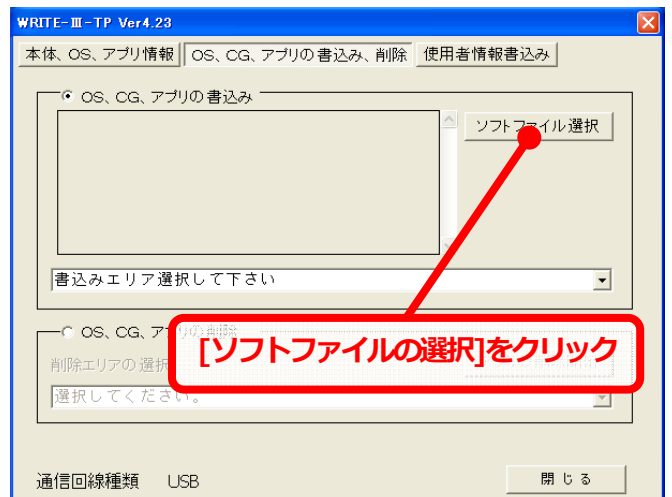 WRITE-Ⅲ-TP Ver4.23
本体、OS、アプリ情報 OS、CG、アプリの書込み、削除 使用者情報書込み
OS、CG、アプリの書込み
ソフトファイル選択
書込みエリア選択して下さい
OS、CG、アプリの削除
[ソフトファイルの選択]をクリック
削除エリアの選択
選択してください。
通信回線種類 USB
閉じる